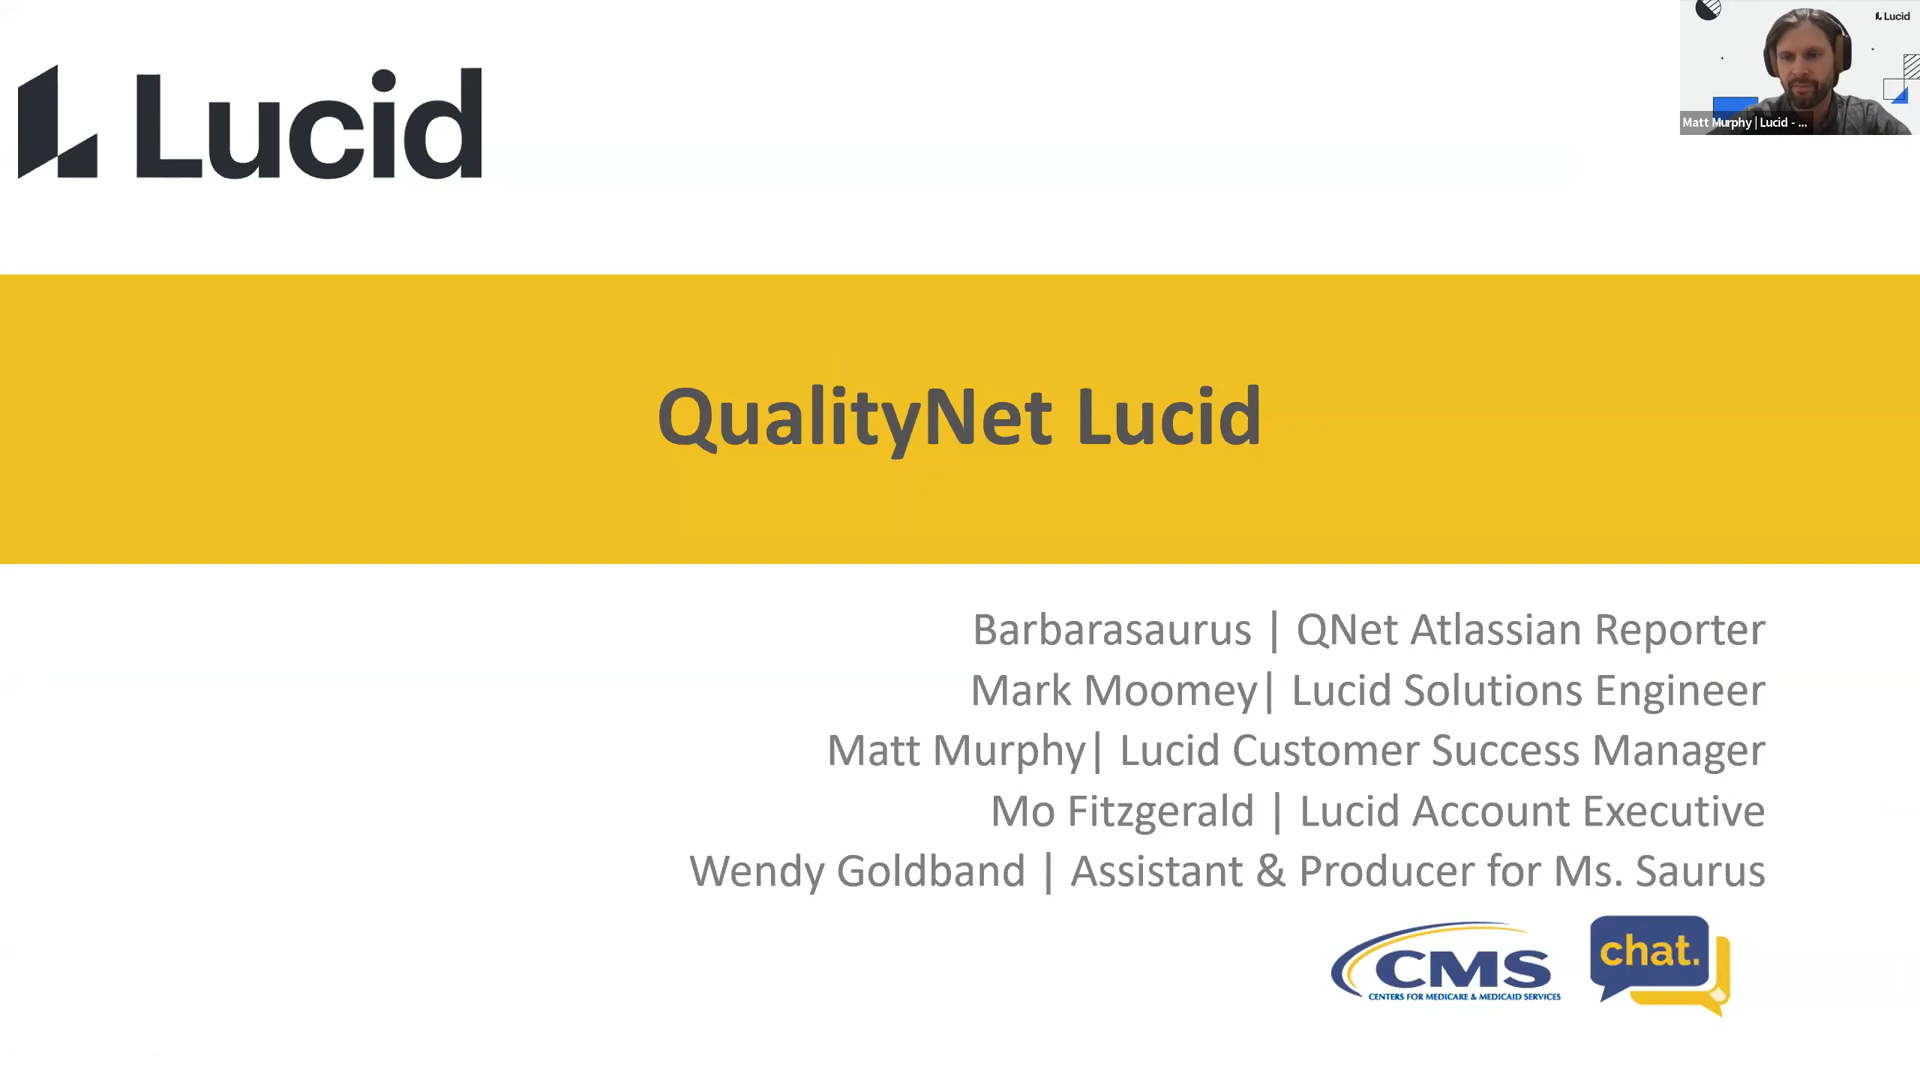 Lucid
Lucid
Matt Murphy | Lucid - ...
QualityNet Lucid
Barbarasaurus | QNet Atlassian Reporter
Mark Moomey| Lucid Solutions Engineer
Matt Murphy| Lucid Customer Success Manager
Mo Fitzgerald | Lucid Account Executive
Wendy Goldband | Assistant & Producer for Ms. Saurus
CMS
CENTERS FOR MEDICARE & MEDICAID SERVICES
chat.